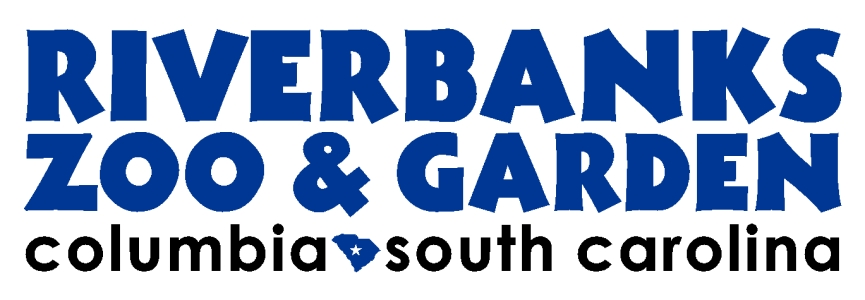 RIVERBANKS
ZOO & GARDEN
columbia south carolina